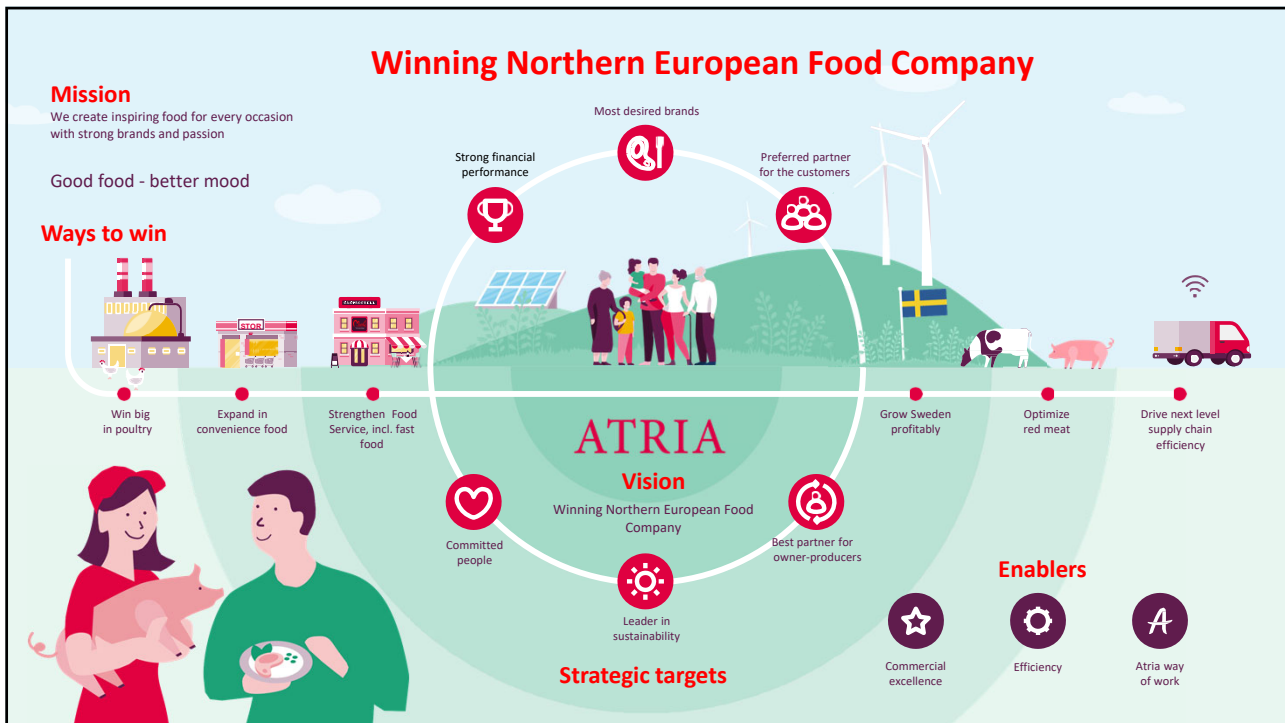 Winning Northern European Food Company
Mission
We create inspiring food for every occasion
with strong brands and passion
Good food - better mood
Ways to win
Most desired brands
Strong financial
performance
Preferred partner
for the customers
STOR
Win big
in poultry
Expand in
convenience food
Strengthen Food
Service, incl. fast
food
Grow Sweden
profitably
Optimize
red meat
Drive next level
supply chain
efficiency
ATRIA
Vision
Winning Northern European Food
Company
Committed
people
Best partner for
owner-producers
Leader in
sustainability
Strategic targets
Enablers
Commercial
excellence
Efficiency
A
Atria way
of work